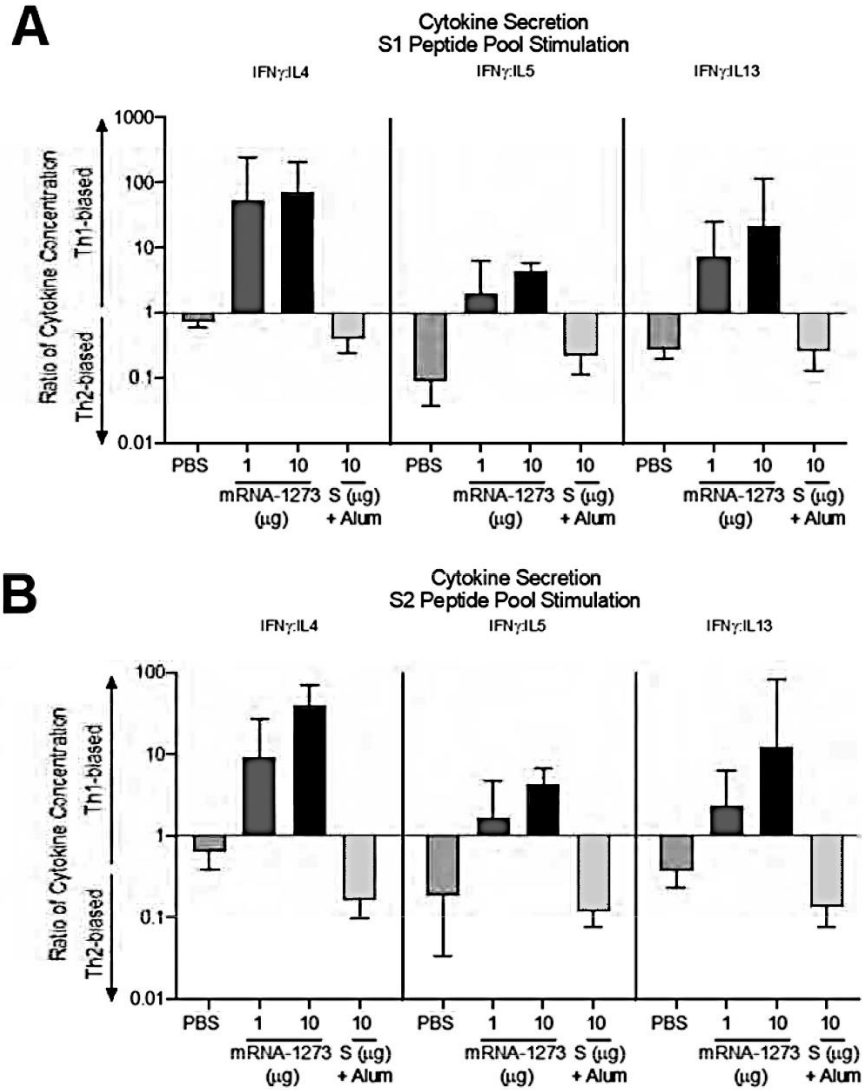 A
Cytokine Secretion
S1 Peptide Pool Stimulation
IFNγ:IL4 IFNγ:IL5 IFNγ:IL13
Ratio of Cytokine Concentration
Th2-biased Th1-biased
1000
100
10
1
0.1
0.01
PBS 1 10 10 PBS 1 10 10 PBS 1 10 10
mRNA-1273 S (μg) mRNA-1273 S (μg) mRNA-1273 S (μg)
(μg) + Alum (μg) + Alum (μg) + Alum
B
Cytokine Secretion
S2 Peptide Pool Stimulation
IFNγ:IL4 IFNγ:IL5 IFNγ:IL13
Ratio of Cytokine Concentration
Th2-biased Th1-biased
100
10
1
0.1
0.01
PBS 1 10 10 PBS 1 10 10 PBS 1 10 10
mRNA-1273 S (μg) mRNA-1273 S (μg) mRNA-1273 S (μg)
(μg) + Alum (μg) + Alum (μg) + Alum